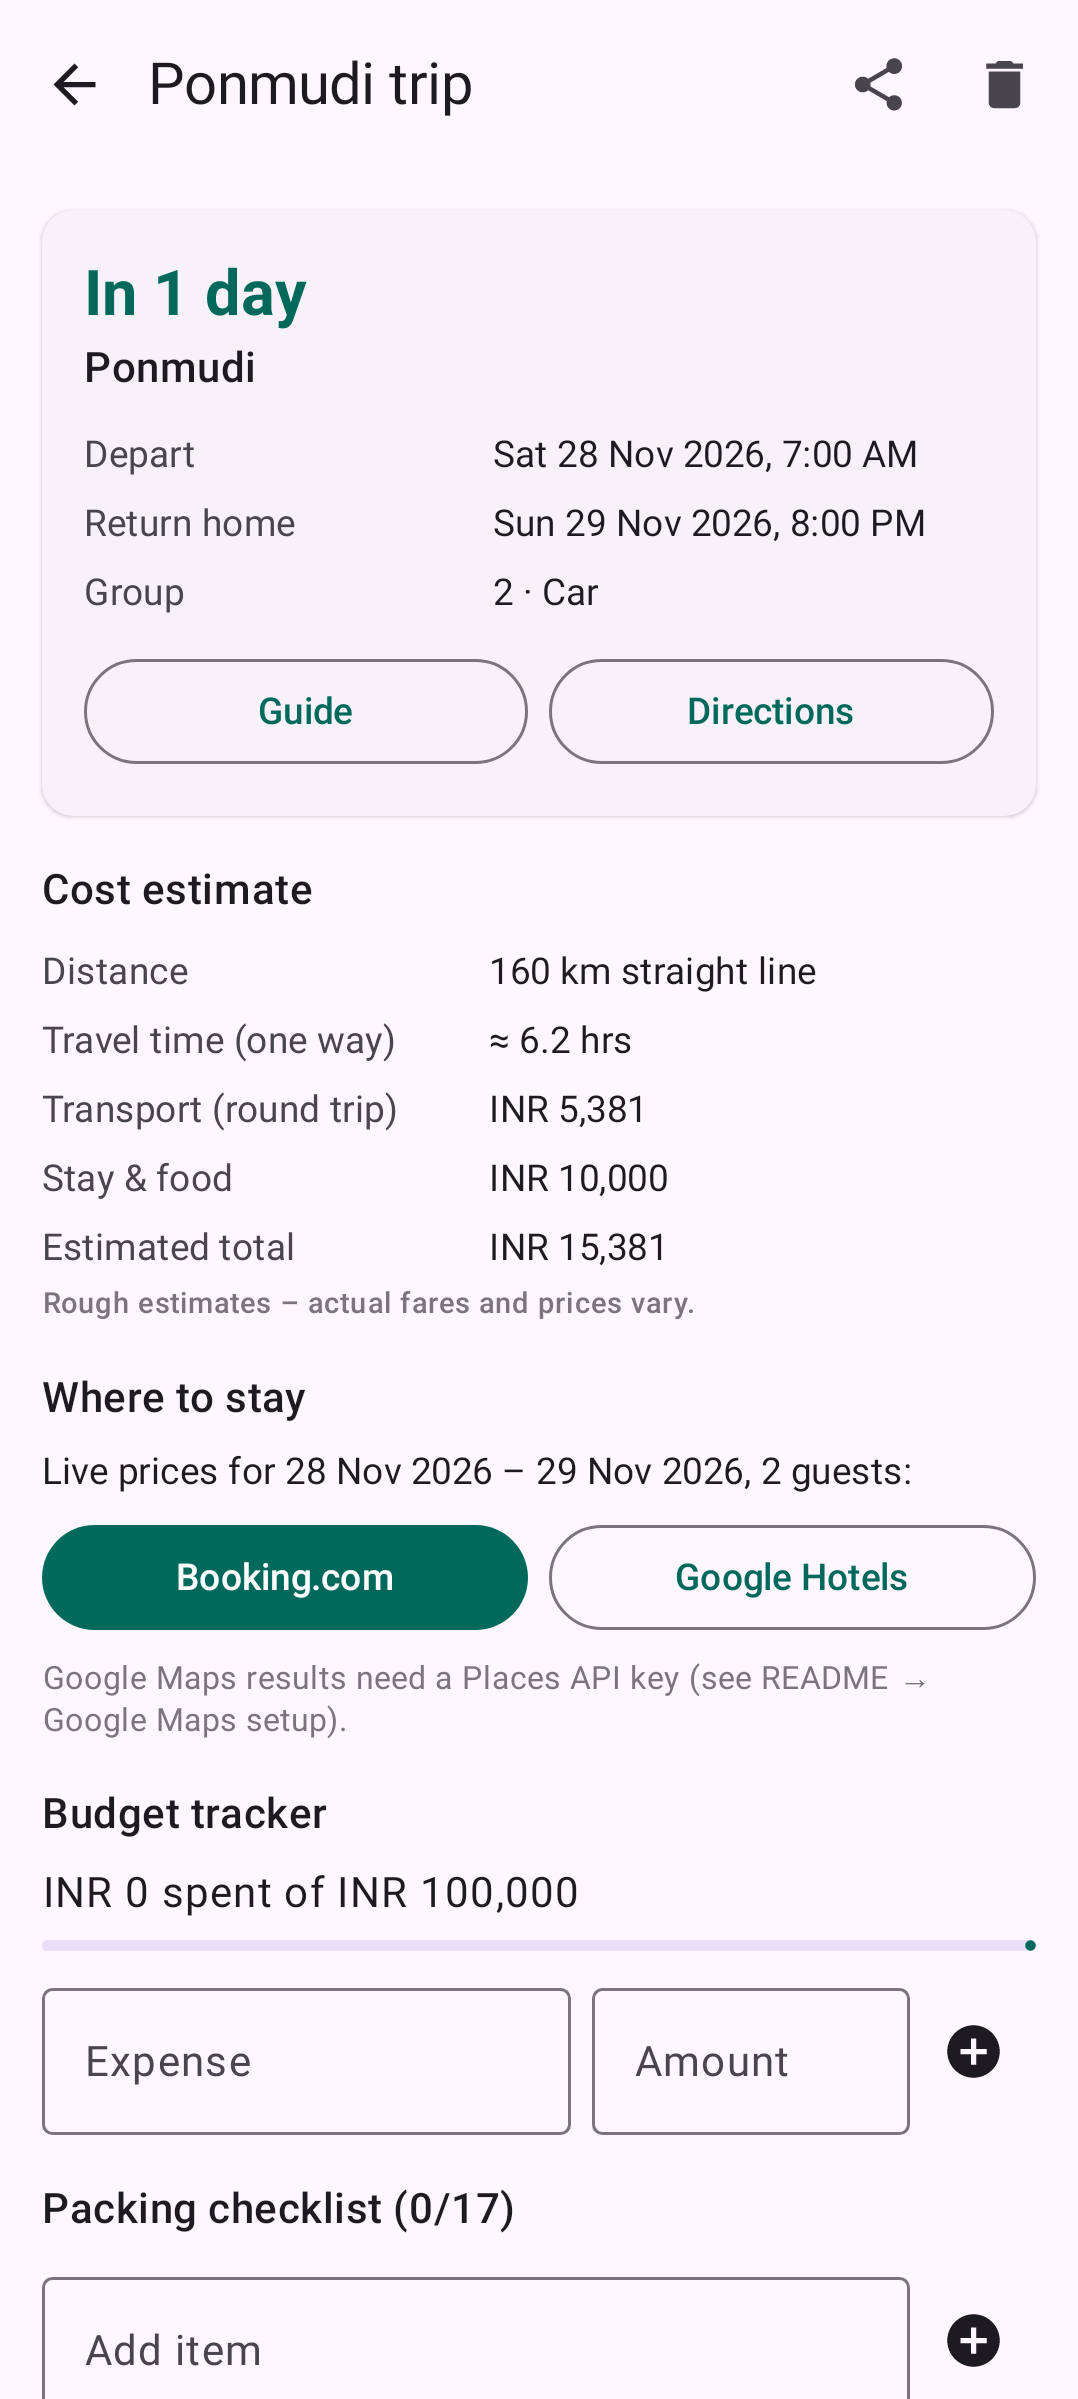 Ponmudi trip
In 1 day
Ponmudi
Depart Sat 28 Nov 2026, 7:00 AM
Return home Sun 29 Nov 2026, 8:00 PM
Group 2 · Car
Guide Directions
Cost estimate
Distance 160 km straight line
Travel time (one way) ≈ 6.2 hrs
Transport (round trip) INR 5,381
Stay & food INR 10,000
Estimated total INR 15,381
Rough estimates – actual fares and prices vary.
Where to stay
Live prices for 28 Nov 2026 – 29 Nov 2026, 2 guests:
Booking.com Google Hotels
Google Maps results need a Places API key (see README →
Google Maps setup).
Budget tracker
INR 0 spent of INR 100,000
Expense Amount
Packing checklist (0/17)
Add item